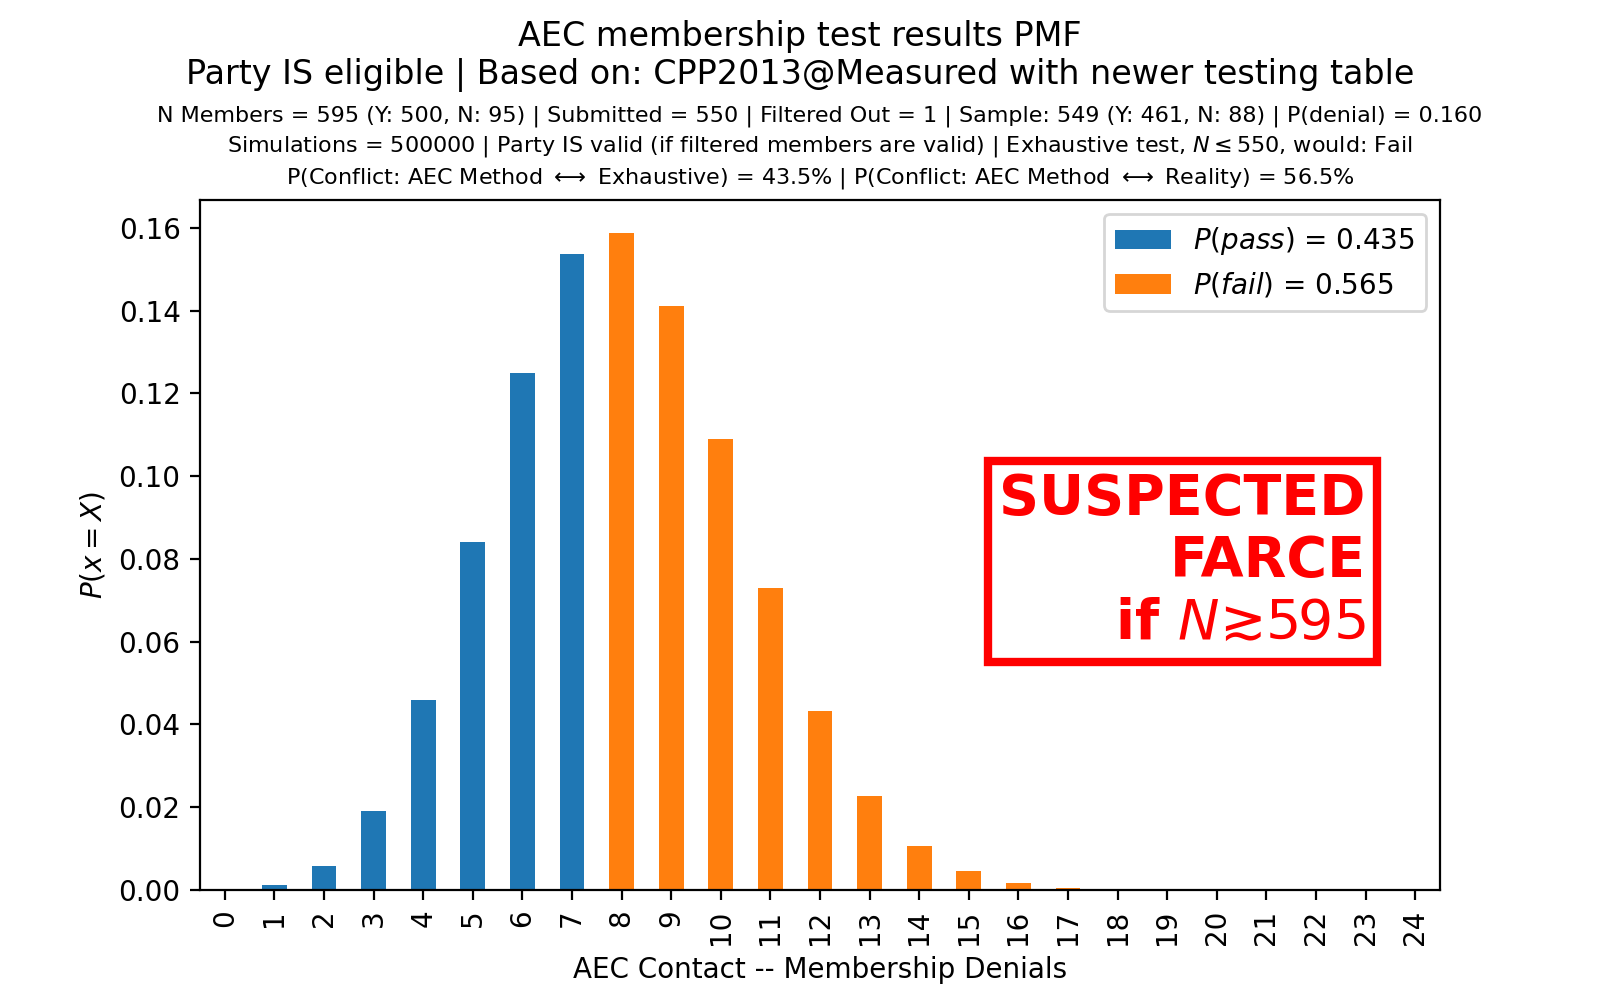 AEC membership test results PMF
Party IS eligible | Based on: CPP2013@Measured with newer testing table
N Members = 595 (Y: 500, N: 95) | Submitted = 550 | Filtered Out = 1 | Sample: 549 (Y: 461, N: 88) | P(denial) = 0.160
Simulations = 500000 | Party IS valid (if filtered members are valid) | Exhaustive test, N ≤ 550, would: Fail
P(Conflict: AEC Method ⟷ Exhaustive) = 43.5% | P(Conflict: AEC Method ⟷ Reality) = 56.5%
P(pass) = 0.435
P(fail) = 0.565
SUSPECTED
FARCE
if N≳595
P(x = X)
0.16
0.14
0.12
0.10
0.08
0.06
0.04
0.02
0.00
0 1 2 3 4 5 6 7 8 9 10 11 12 13 14 15 16 17 18 19 20 21 22 23 24
AEC Contact -- Membership Denials